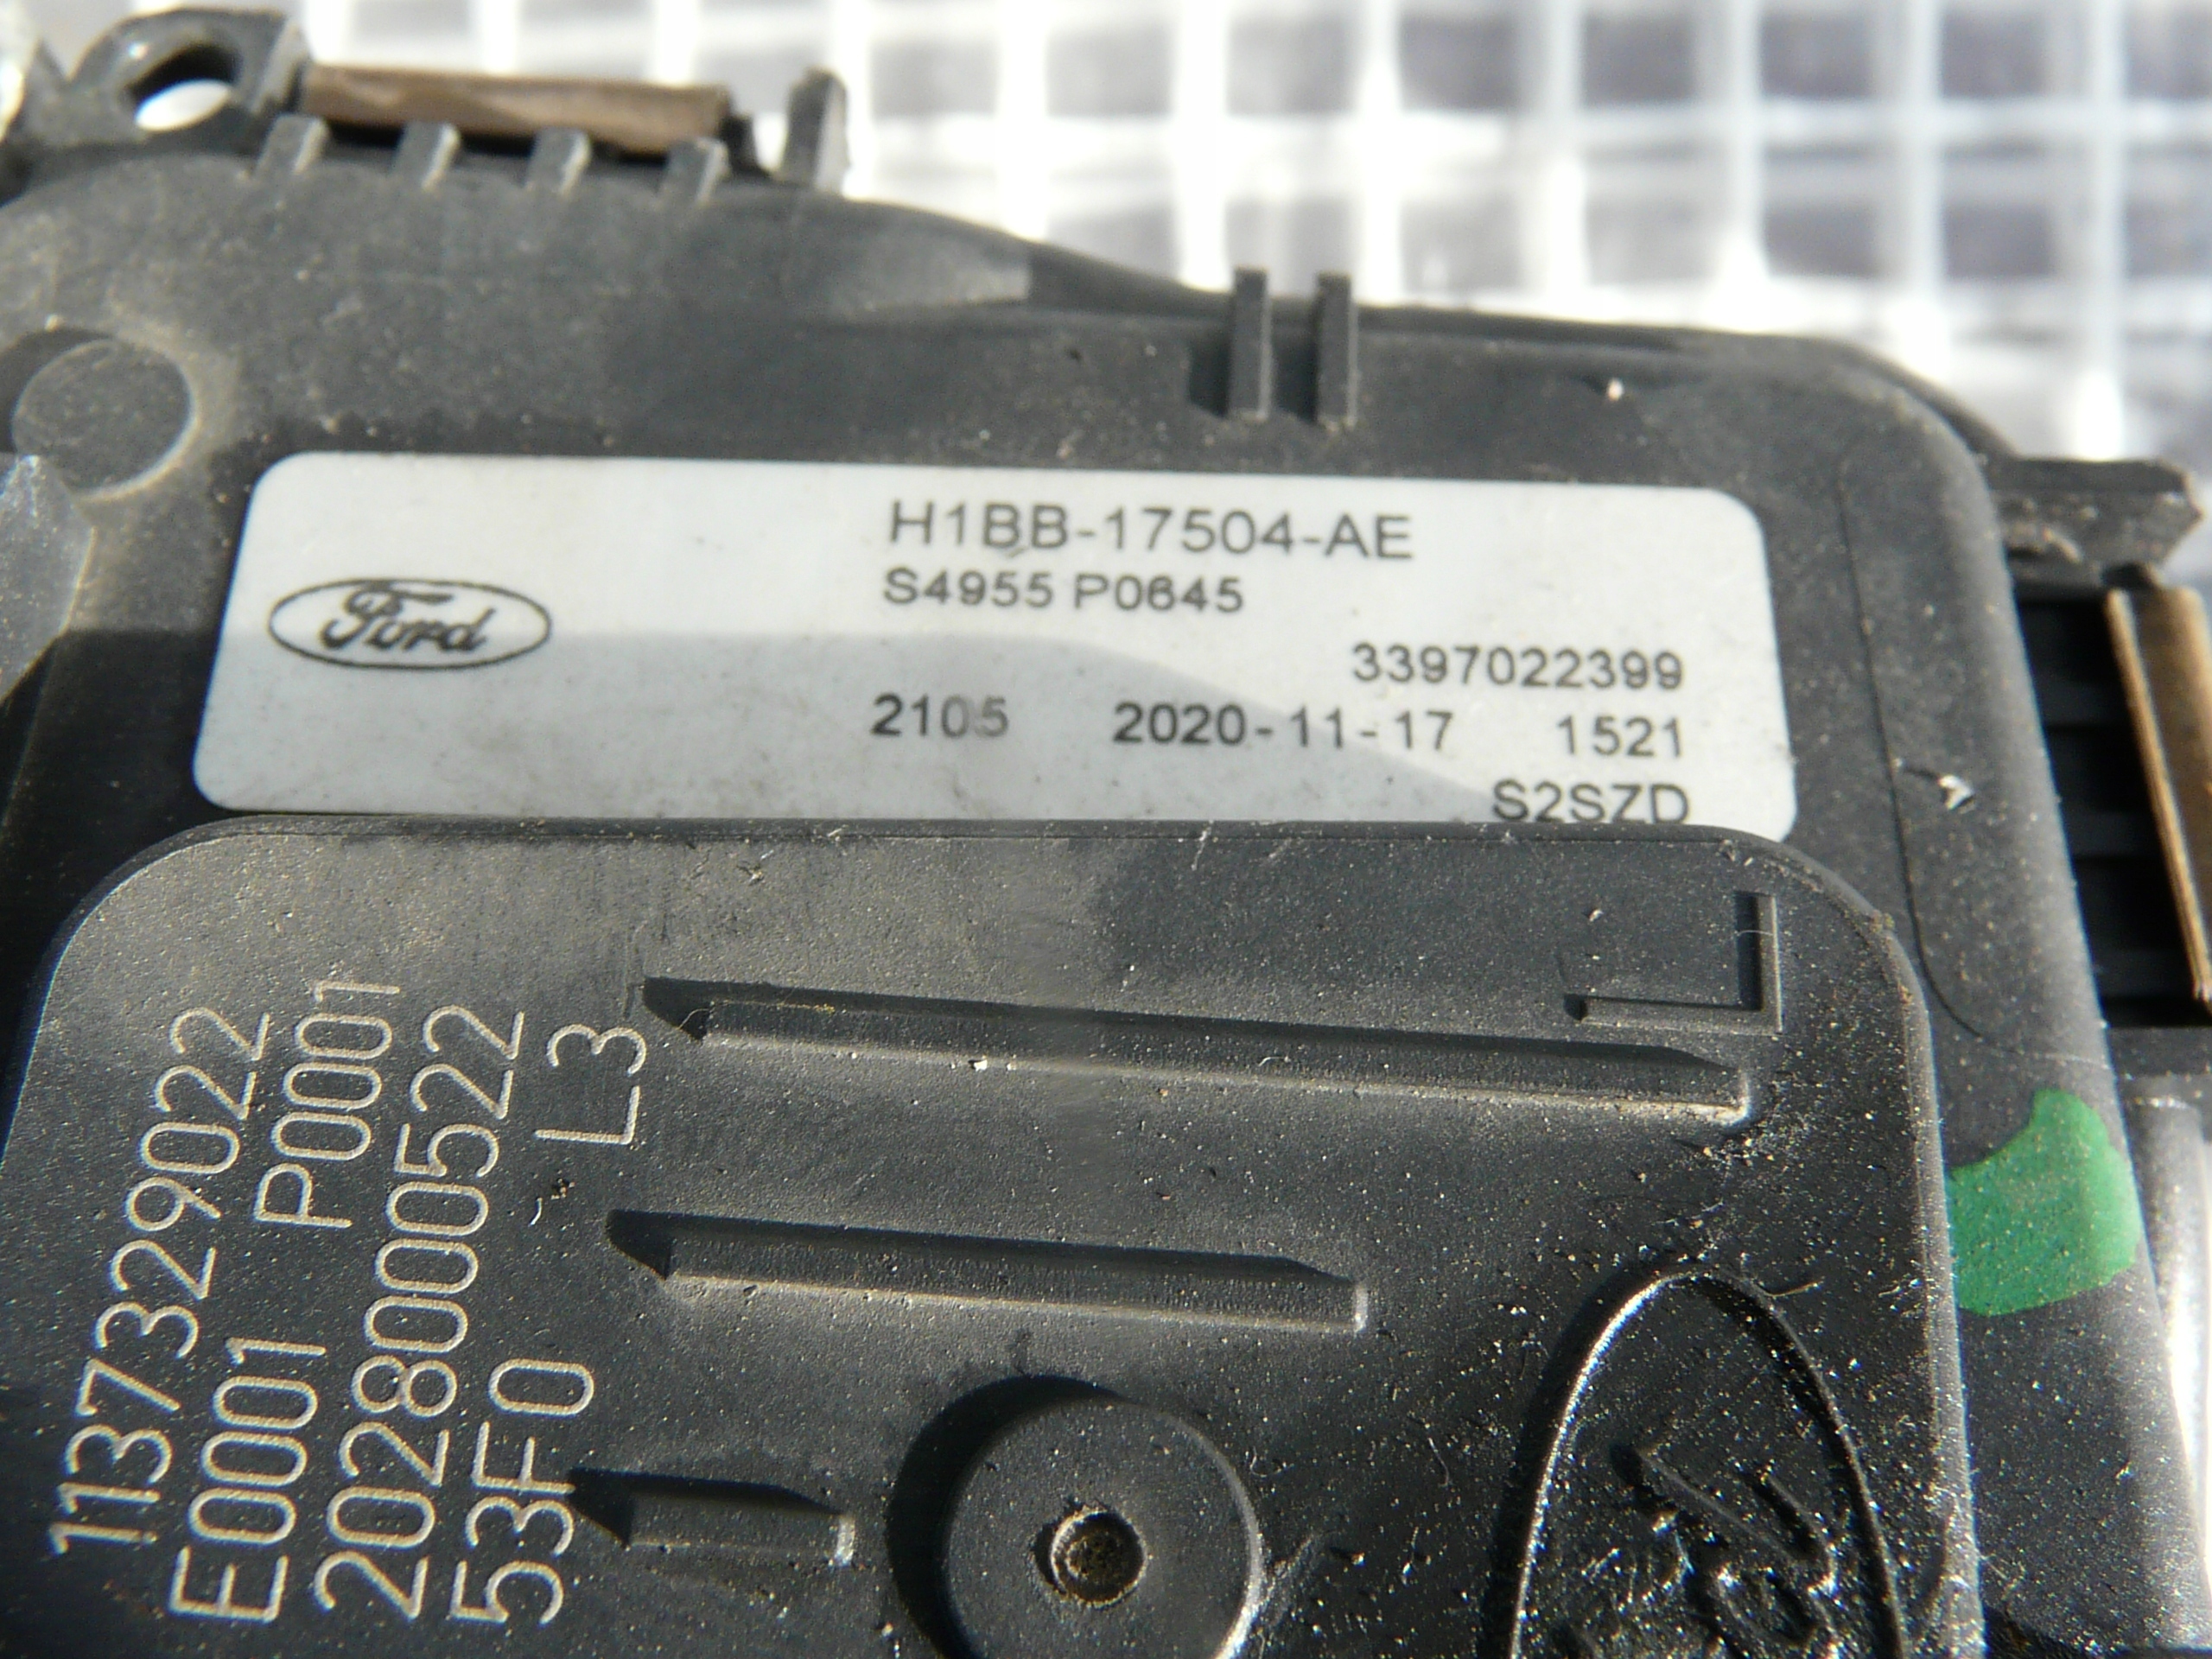 H1BB-17504-AE
S4955 P0645
Ford
3397022399
2105 2020-11-17 1521
S2SZD
L
1137329022
E0001 P0001
2028000522
53F0 L3